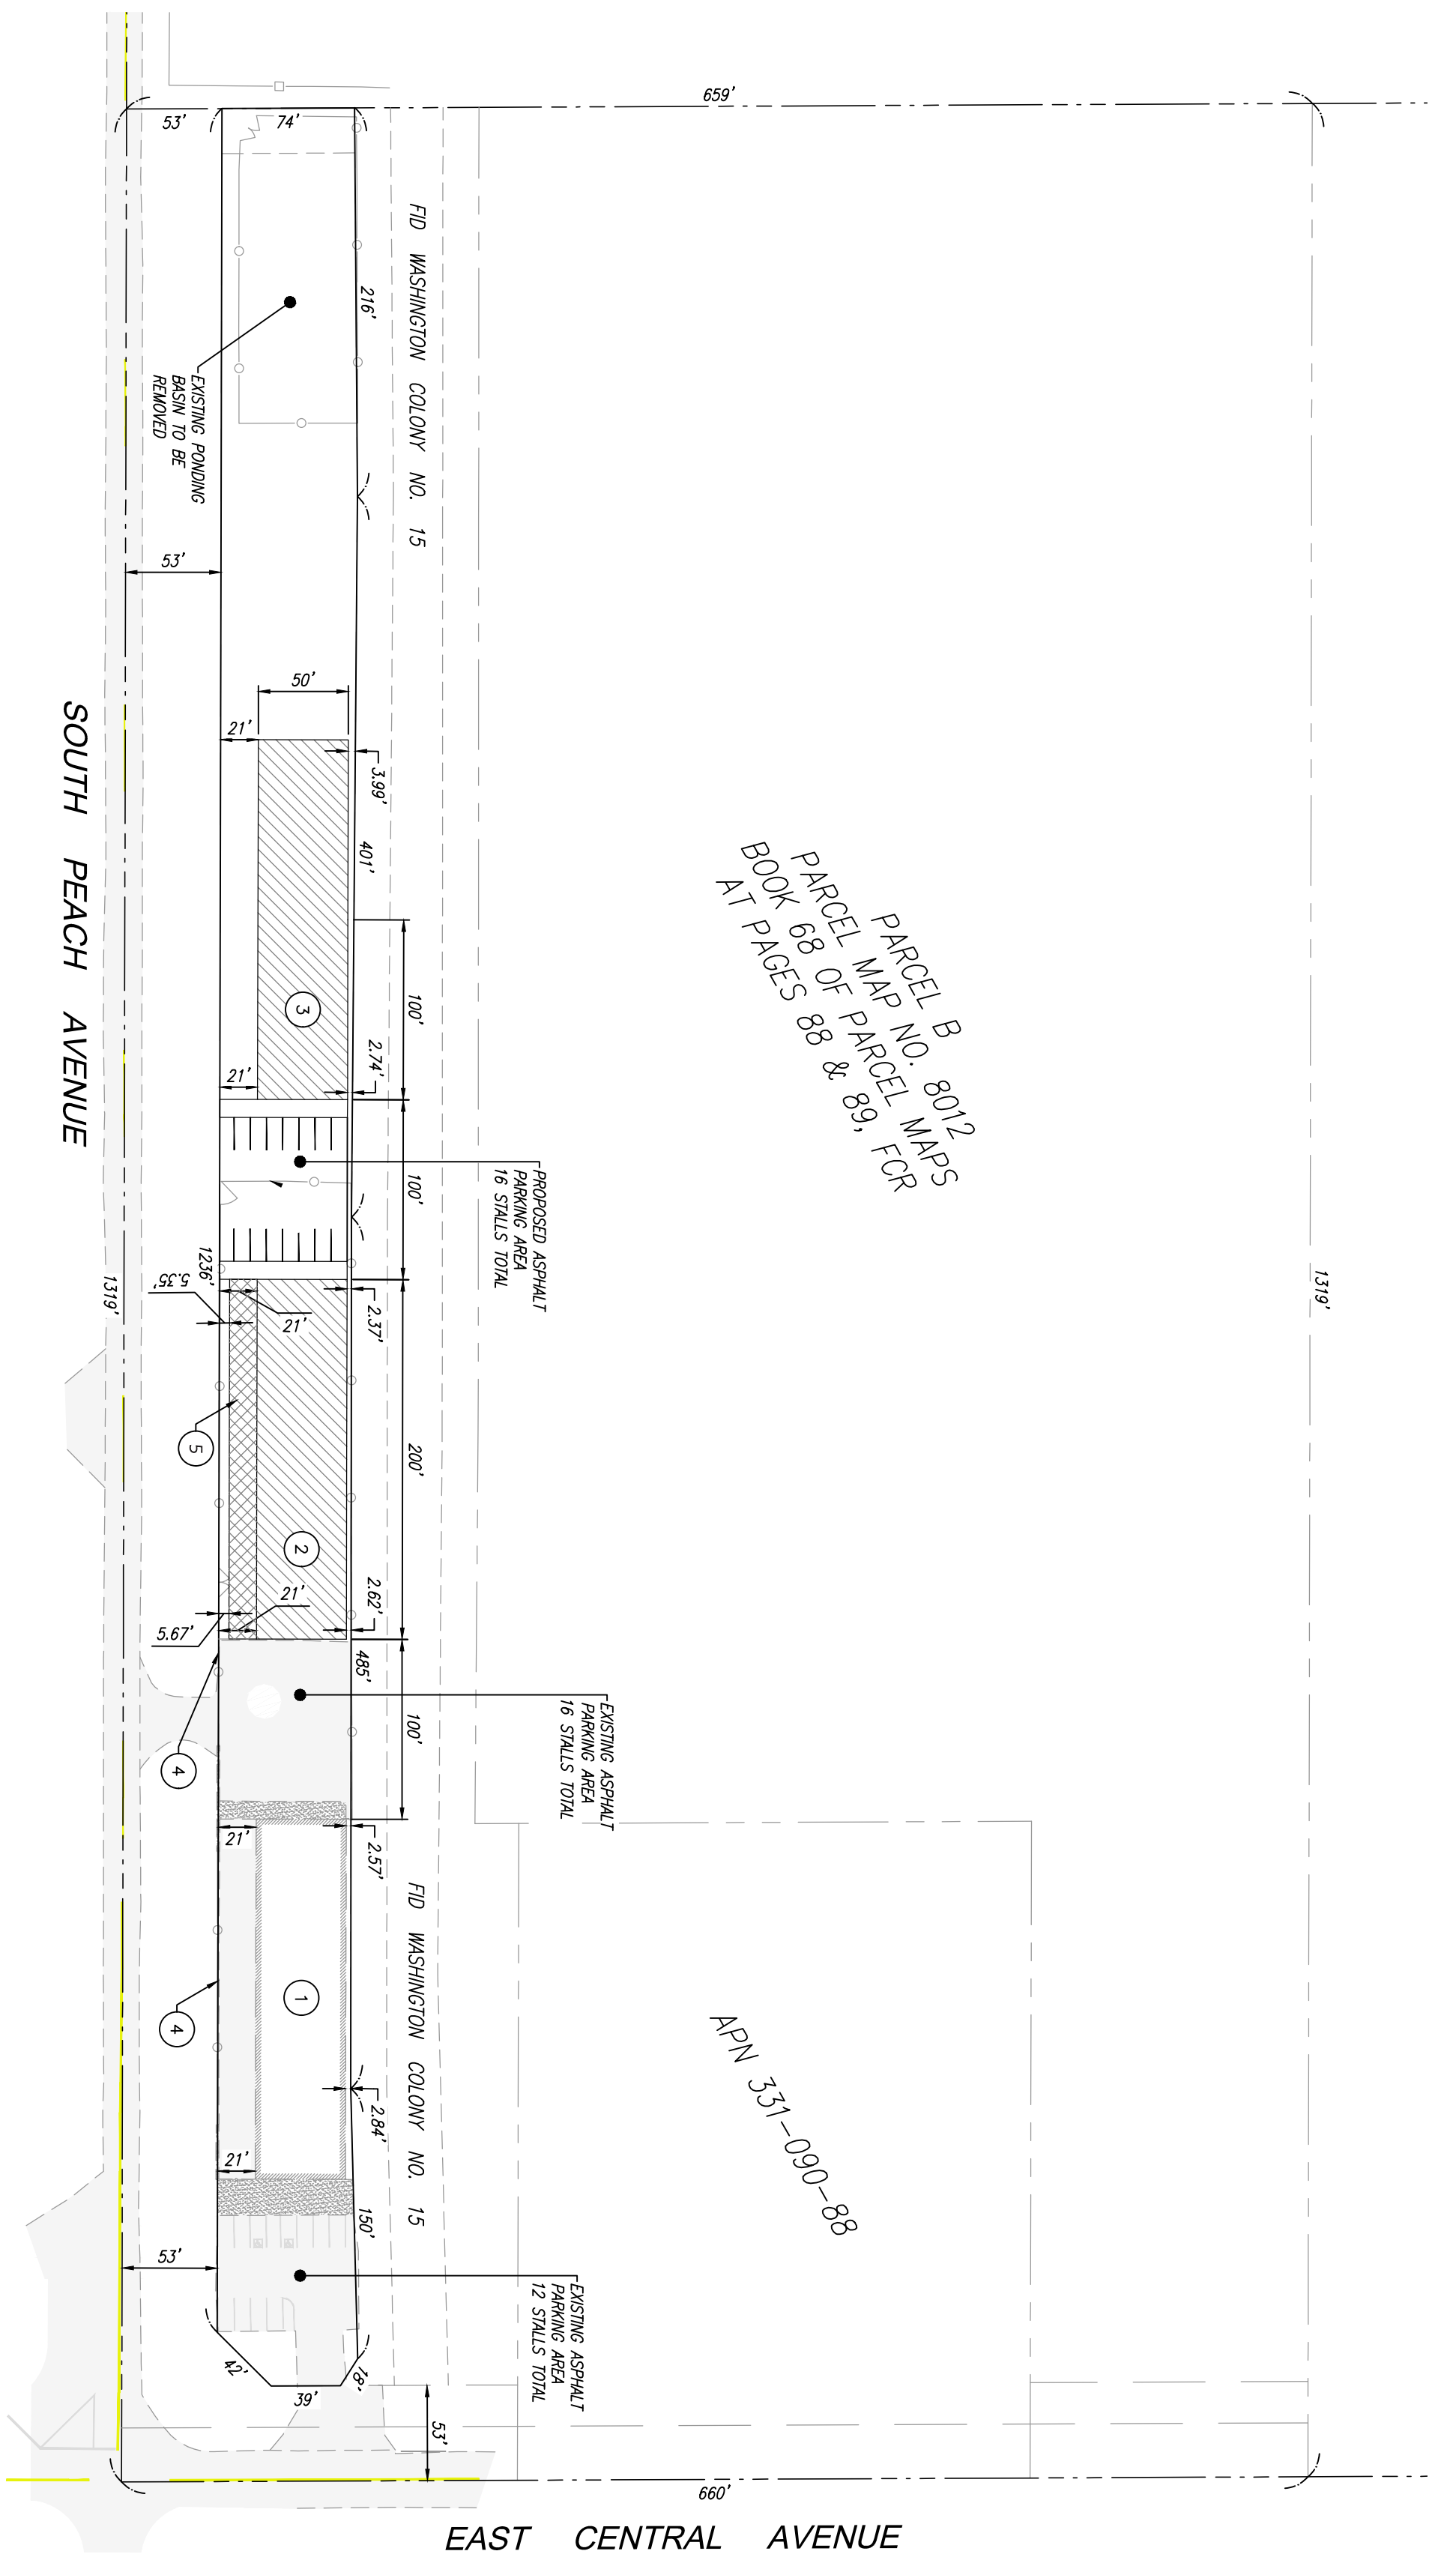 659'
53'
74'
FID WASHINGTON COLONY NO. 15
216'
EXISTING PONDING
BASIN TO BE
REMOVED
53'
50'
21'
3.99'
401'
SOUTH PEACH AVENUE
PARCEL B
PARCEL MAP NO. 8012
BOOK 68 OF PARCEL MAPS
AT PAGES 88 & 89, FCR
100'
3
2.74'
21'
PROPOSED ASPHALT
PARKING AREA
16 STALLS TOTAL
100'
1236'
5.35'
1319'
21'
2.37'
1319'
5
200'
2
2.62'
21'
5.67'
485'
EXISTING ASPHALT
PARKING AREA
16 STALLS TOTAL
100'
4
21'
2.57'
FID WASHINGTON COLONY NO. 15
1
4
2.84'
APN 331-090-88
21'
150'
53'
EXISTING ASPHALT
PARKING AREA
12 STALLS TOTAL
42'
39'
18'
53'
660'
EAST CENTRAL AVENUE